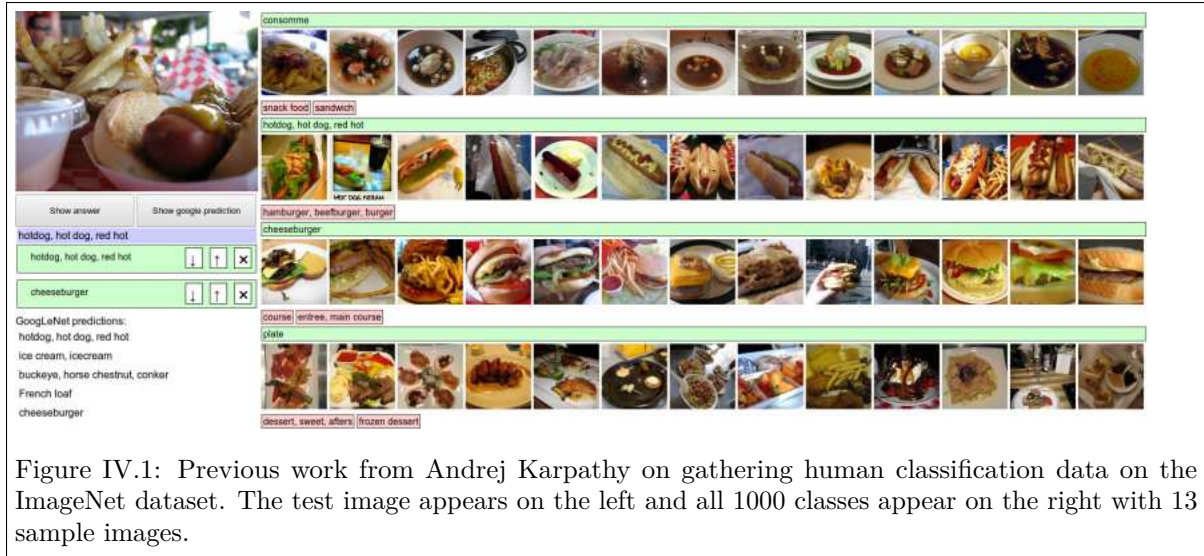 consomme
snack food sandwich
hotdog, hot dog, red hot
HOT DOG
hamburger, beefburger, burger
cheeseburger
course entree, main course
plate
dessert, sweet, afters frozen dessert
Show answer Show google prediction
hotdog, hot dog, red hot
hotdog, hot dog, red hot ↓ ↑ ×
cheeseburger ↓ ↑ ×
GoogLeNet predictions:
hotdog, hot dog, red hot
ice cream, icecream
buckeye, horse chestnut, conker
French loaf
cheeseburger
Figure IV.1: Previous work from Andrej Karpathy on gathering human classification data on the
ImageNet dataset. The test image appears on the left and all 1000 classes appear on the right with 13
sample images.